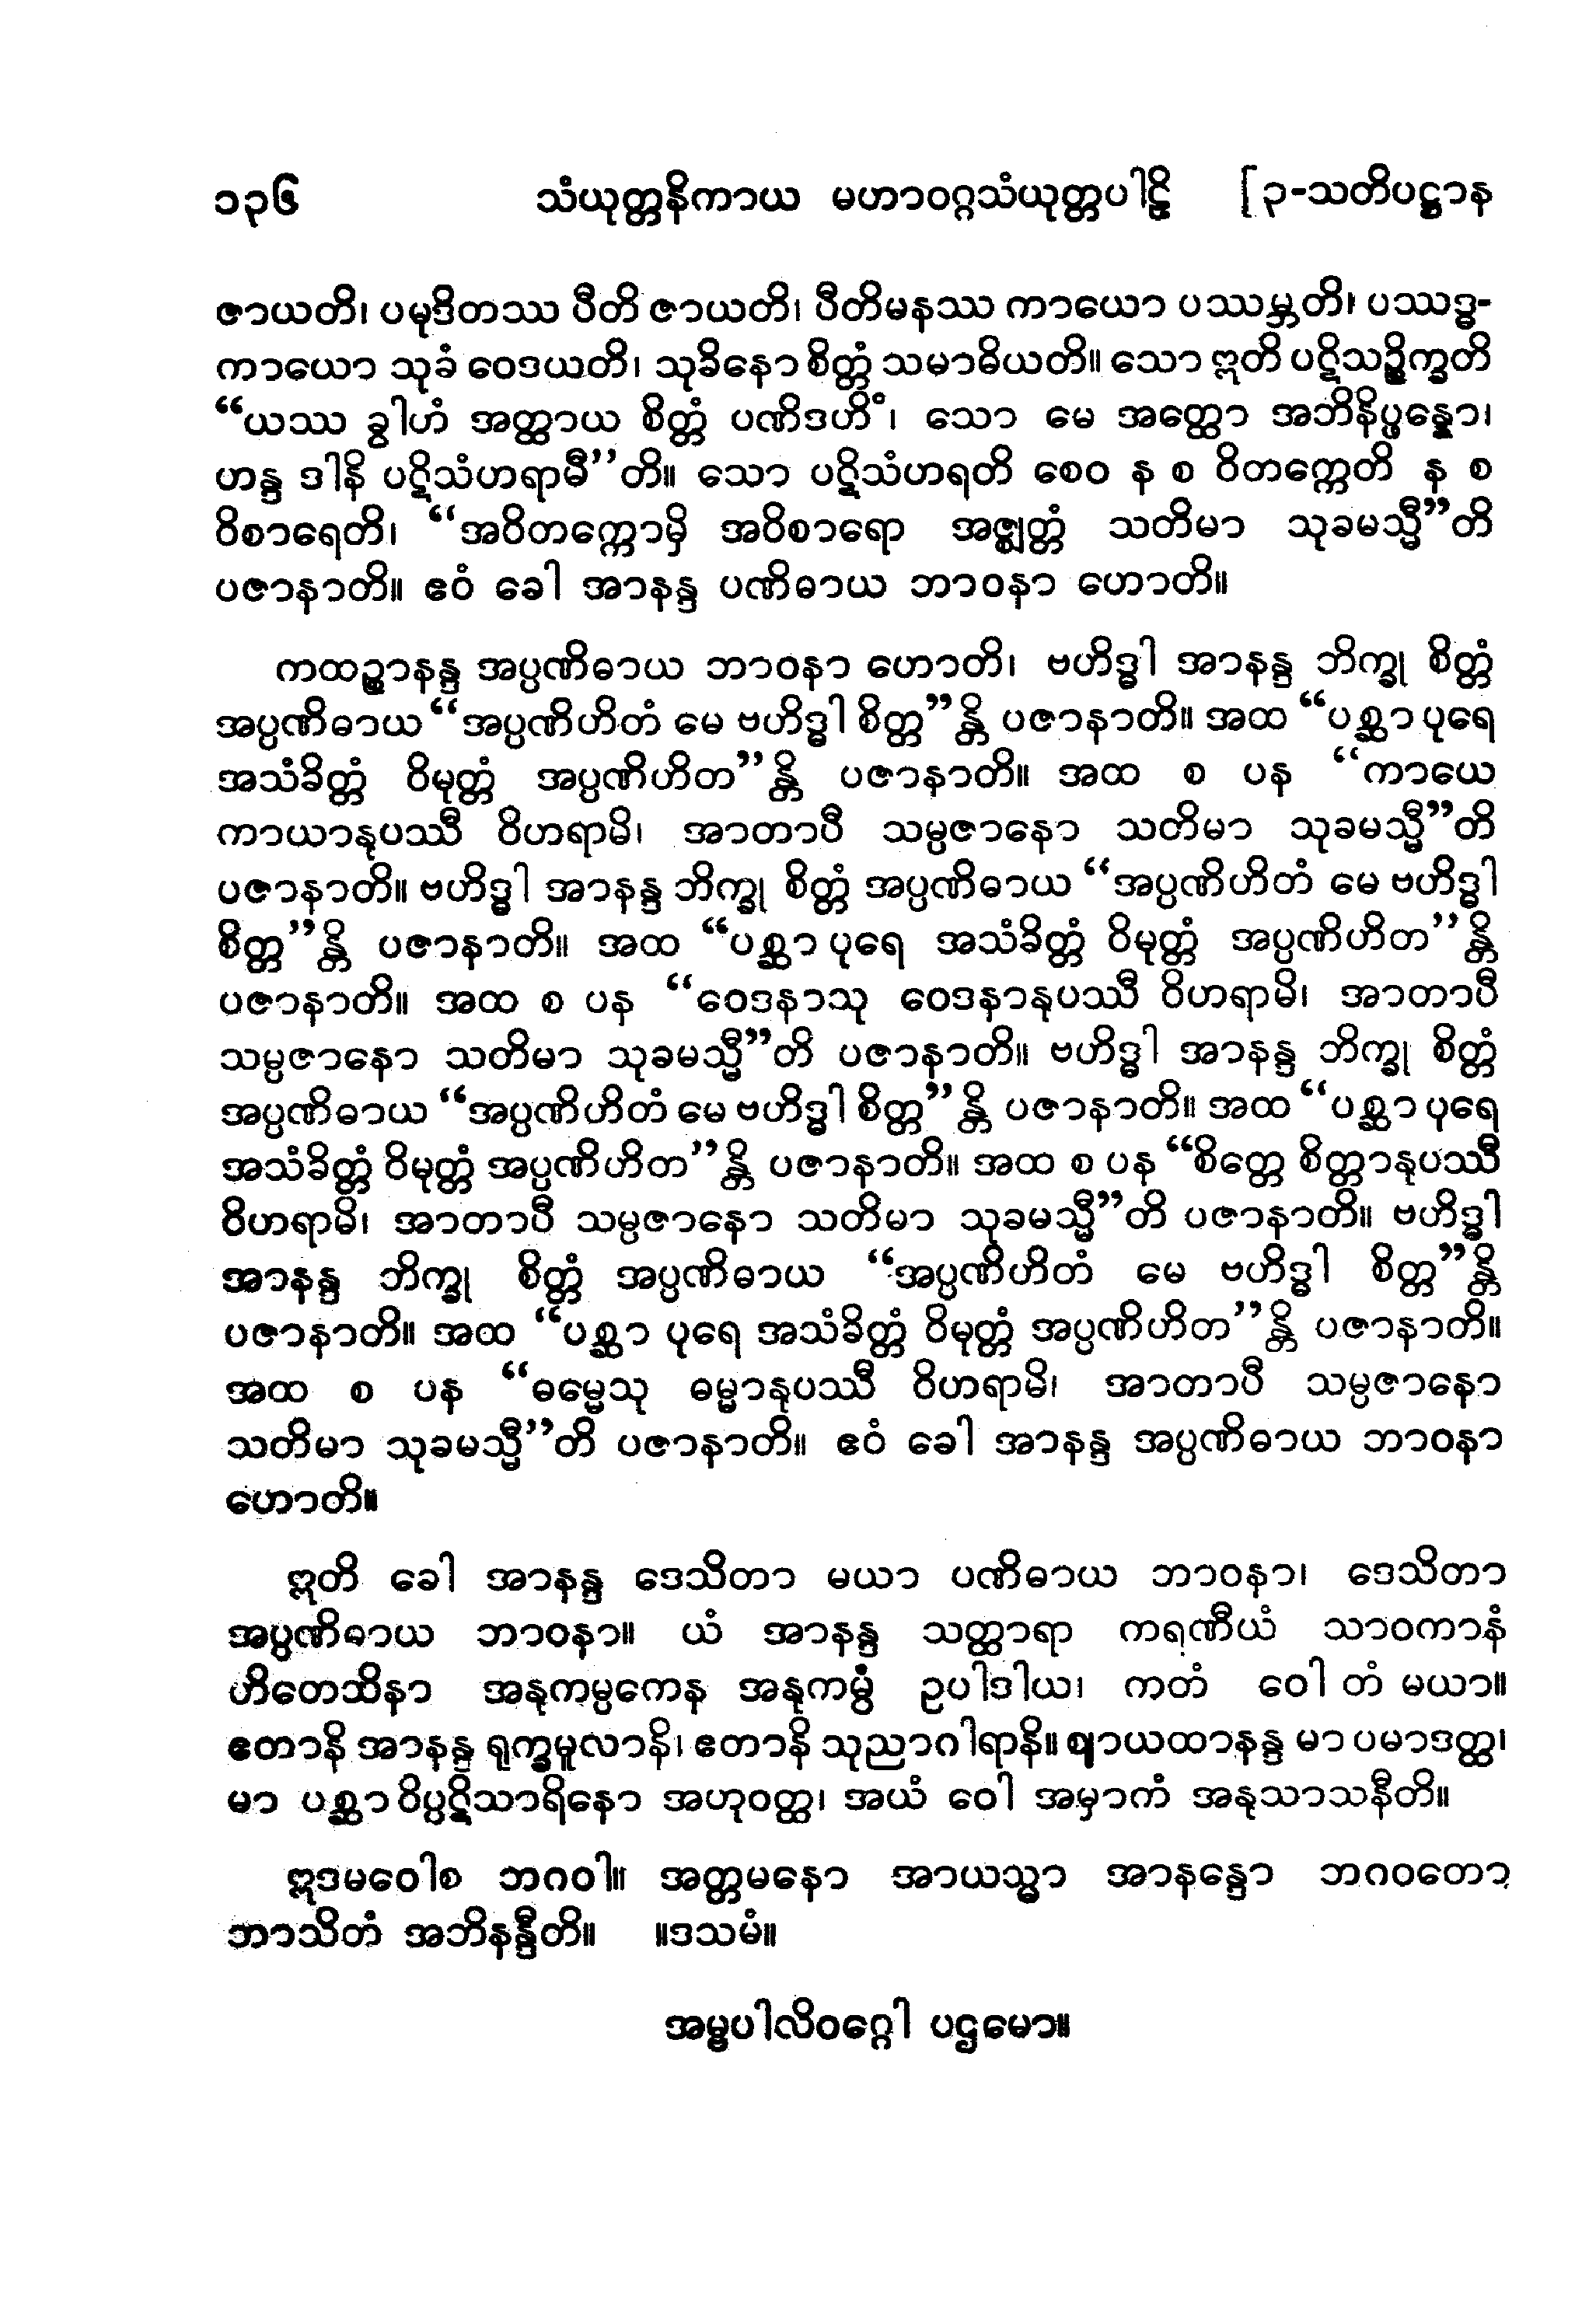 ၁၃၆ သံယုတ္တနိကာယ မဟာဝဂ္ဂသံယုတ္တပါဠိ [၃-သတိပဋ္ဌာန
ဇာယတိ၊ ပမုဒိတဿ ပီတိ ဇာယတိ၊ ပီတိမနဿ ကာယော ပဿမ္ဘတိ၊ ပဿဒ္ဓ-
ကာယော သုခံ ဝေဒယတိ၊ သုခိနော စိတ္တံ သမာဓိယတိ။ သော ဣတိ ပဋိသဉ္စိက္ခတိ
“ယဿ ခွါဟံ အတ္ထာယ စိတ္တံ ပဏိဒဟိံ၊ သော မေ အတ္ထော အဘိနိပ္ဖန္နော၊
ဟန္ဒ ဒါနိ ပဋိသံဟရာမီ”တိ။ သော ပဋိသံဟရတိ စေဝ န စ ဝိတက္ကေတိ န စ
ဝိစာရေတိ၊ “အဝိတက္ကောမှိ အဝိစာရော အဇ္ဈတ္တံ သတိမာ သုခမသ္မီ”တိ
ပဇာနာတိ။ ဧဝံ ခေါ အာနန္ဒ ပဏိဓာယ ဘာဝနာ ဟောတိ။
ကထဉ္စာနန္ဒ အပ္ပဏိဓာယ ဘာဝနာ ဟောတိ၊ ဗဟိဒ္ဓါ အာနန္ဒ ဘိက္ခု စိတ္တံ
အပ္ပဏိဓာယ “အပ္ပဏိဟိတံ မေ ဗဟိဒ္ဓါ စိတ္တ”န္တိ ပဇာနာတိ။ အထ “ပစ္ဆာ ပုရေ
အသံခိတ္တံ ဝိမုတ္တံ အပ္ပဏိဟိတ”န္တိ ပဇာနာတိ။ အထ စ ပန “ကာယေ
ကာယာနုပဿီ ဝိဟရာမိ၊ အာတာပီ သမ္ပဇာနော သတိမာ သုခမသ္မီ”တိ
ပဇာနာတိ။ ဗဟိဒ္ဓါ အာနန္ဒ ဘိက္ခု စိတ္တံ အပ္ပဏိဓာယ “အပ္ပဏိဟိတံ မေ ဗဟိဒ္ဓါ
စိတ္တ”န္တိ ပဇာနာတိ။ အထ “ပစ္ဆာ ပုရေ အသံခိတ္တံ ဝိမုတ္တံ အပ္ပဏိဟိတ”န္တိ
ပဇာနာတိ။ အထ စ ပန “ဝေဒနာသု ဝေဒနာနုပဿီ ဝိဟရာမိ၊ အာတာပီ
သမ္ပဇာနော သတိမာ သုခမသ္မီ”တိ ပဇာနာတိ။ ဗဟိဒ္ဓါ အာနန္ဒ ဘိက္ခု စိတ္တံ
အပ္ပဏိဓာယ “အပ္ပဏိဟိတံ မေ ဗဟိဒ္ဓါ စိတ္တ”န္တိ ပဇာနာတိ။ အထ “ပစ္ဆာ ပုရေ
အသံခိတ္တံ ဝိမုတ္တံ အပ္ပဏိဟိတ”န္တိ ပဇာနာတိ။ အထ စ ပန “စိတ္တေ စိတ္တာနုပဿီ
ဝိဟရာမိ၊ အာတာပီ သမ္ပဇာနော သတိမာ သုခမသ္မီ”တိ ပဇာနာတိ။ ဗဟိဒ္ဓါ
အာနန္ဒ ဘိက္ခု စိတ္တံ အပ္ပဏိဓာယ “အပ္ပဏိဟိတံ မေ ဗဟိဒ္ဓါ စိတ္တ”န္တိ
ပဇာနာတိ။ အထ “ပစ္ဆာ ပုရေ အသံခိတ္တံ ဝိမုတ္တံ အပ္ပဏိဟိတ”န္တိ ပဇာနာတိ။
အထ စ ပန “ဓမ္မေသု ဓမ္မာနုပဿီ ဝိဟရာမိ၊ အာတာပီ သမ္ပဇာနော
သတိမာ သုခမသ္မီ”တိ ပဇာနာတိ။ ဧဝံ ခေါ အာနန္ဒ အပ္ပဏိဓာယ ဘာဝနာ
ဟောတိ။
ဣတိ ခေါ အာနန္ဒ ဒေသိတာ မယာ ပဏိဓာယ ဘာဝနာ၊ ဒေသိတာ
အပ္ပဏိဓာယ ဘာဝနာ။ ယံ အာနန္ဒ သတ္ထာရာ ကရဏီယံ သာဝကာနံ
ဟိတေသိနာ အနုကမ္ပကေန အနုကမ္ပံ ဥပါဒါယ၊ ကတံ ဝေါ တံ မယာ။
ဧတာနိ အာနန္ဒ ရုက္ခမူလာနိ၊ ဧတာနိ သုညာဂါရာနိ။ ဈာယထာနန္ဒ မာ ပမာဒတ္ထ၊
မာ ပစ္ဆာ ဝိပ္ပဋိသာရိနော အဟုဝတ္ထ၊ အယံ ဝေါ အမှာကံ အနုသာသနီတိ။
ဣဒမဝေါစ ဘဂဝါ။ အတ္တမနော အာယသ္မာ အာနန္ဒော ဘဂဝတော
ဘာသိတံ အဘိနန္ဒီတိ။ ။ဒသမံ။
အမ္ဗပါလိဝဂ္ဂေါ ပဌမော။